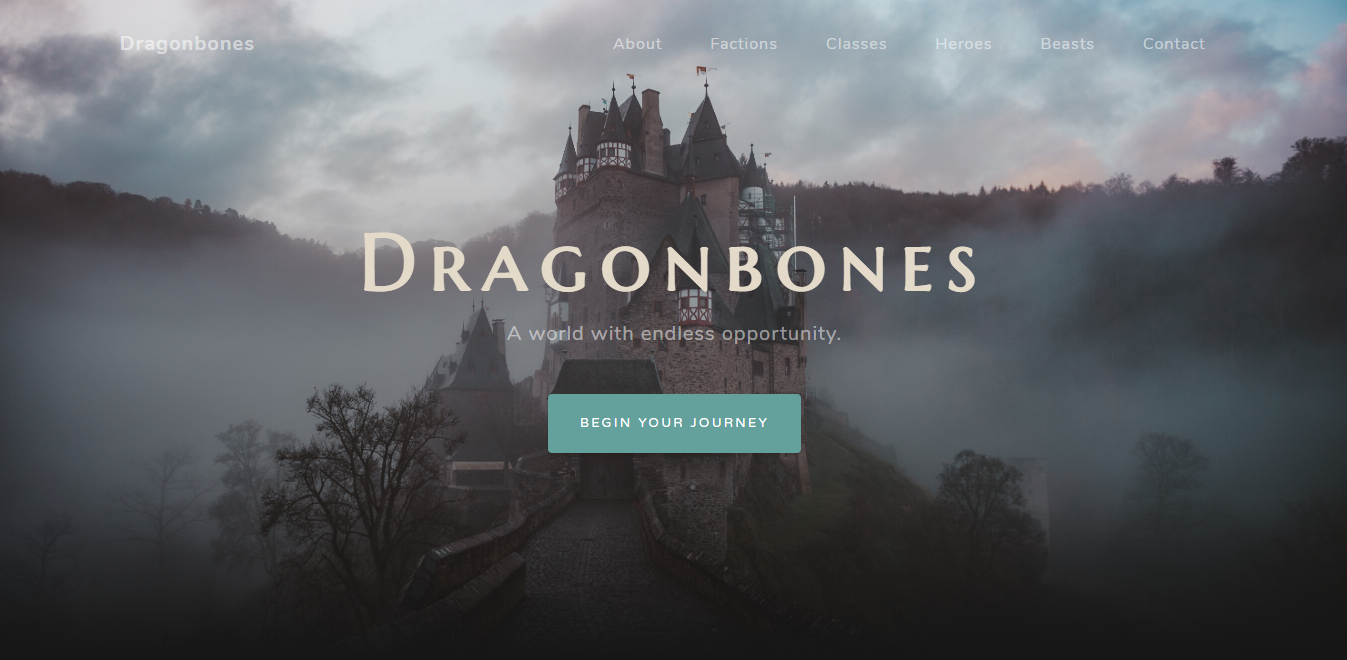 Dragonbones
About Factions Classes Heroes Beasts Contact
Dragonbones
A world with endless opportunity.
BEGIN YOUR JOURNEY